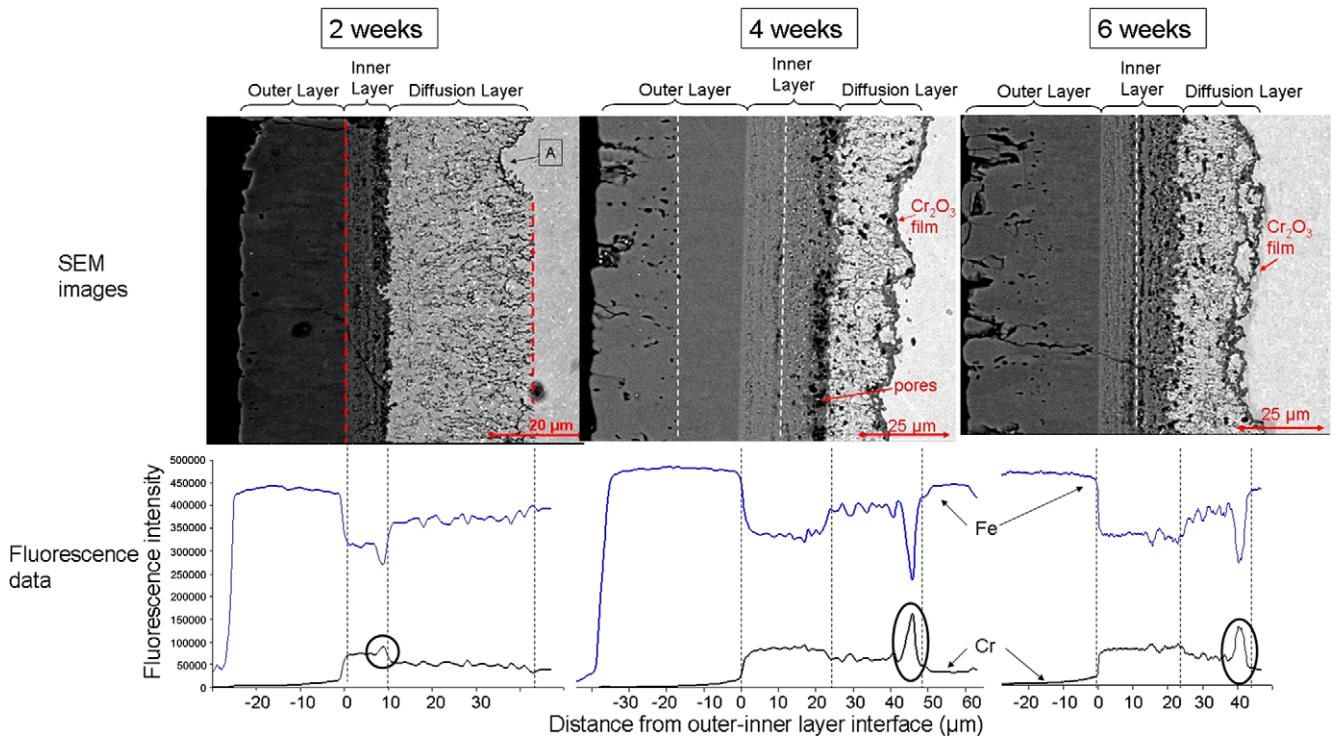 2 weeks
4 weeks
6 weeks
Outer Layer
Inner
Layer
Diffusion Layer
Outer Layer
Inner
Layer
Diffusion Layer
Outer Layer
Inner
Layer
Diffusion Layer
SEM
images
A
20 µm
Cr₂O₃
film
pores
25 µm
Cr₂O₃
film
25 µm
Fluorescence
data
Fluorescence intensity
500000
450000
400000
350000
300000
250000
200000
150000
100000
50000
0
Fe
Cr
-20 -10 0 10 20 30
-30 -20 -10 0 10 20 30 40 50 60
-20 -10 0 10 20 30 40
Distance from outer-inner layer interface (µm)